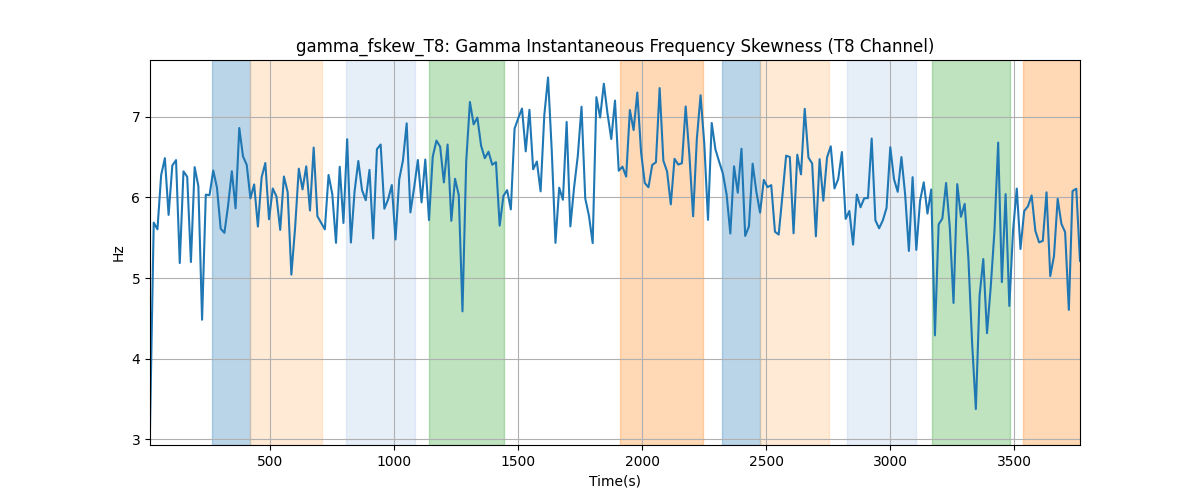 gamma_fskew_T8: Gamma Instantaneous Frequency Skewness (T8 Channel)
Hz
7
6
5
4
3
500 1000 1500 2000 2500 3000 3500
Time(s)